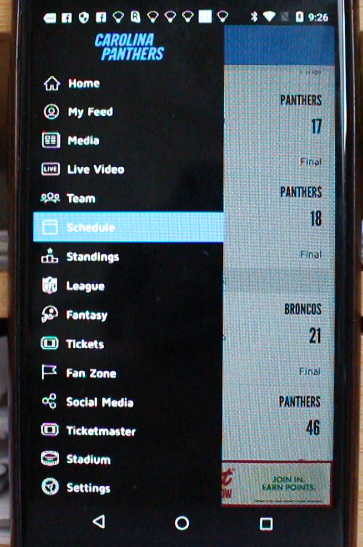 9:26
CAROLINA
PANTHERS
Home
My Feed
Media
LIVE Live Video
Team
Schedule
Standings
League
Fantasy
Tickets
Fan Zone
Social Media
Ticketmaster
Stadium
Settings
PANTHERS
17
Final
PANTHERS
18
Final
BRONCOS
21
Final
PANTHERS
46
JOIN IN.
EARN POINTS.